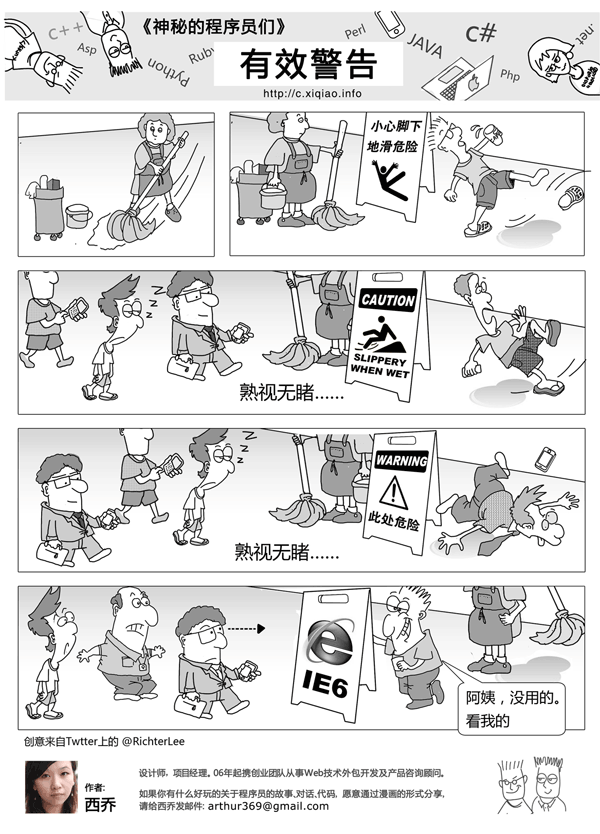 《神秘的程序员们》
C++
Asp
Python
Ruby
Perl
JAVA
c#
Php
.net
有效警告
http://c.xiqiao.info
小心脚下
地滑危险
CAUTION
SLIPPERY
WHEN WET
熟视无睹……
WARNING
此处危险
熟视无睹……
IE6
阿姨，没用的。
看我的
创意来自Twtter上的 @RichterLee
作者:
西乔
设计师，项目经理。06年起携创业团队从事Web技术外包开发及产品咨询顾问。
如果你有什么好玩的关于程序员的故事､对话､代码，愿意通过漫画的形式分享，
请给西乔发邮件: arthur369@gmail.com